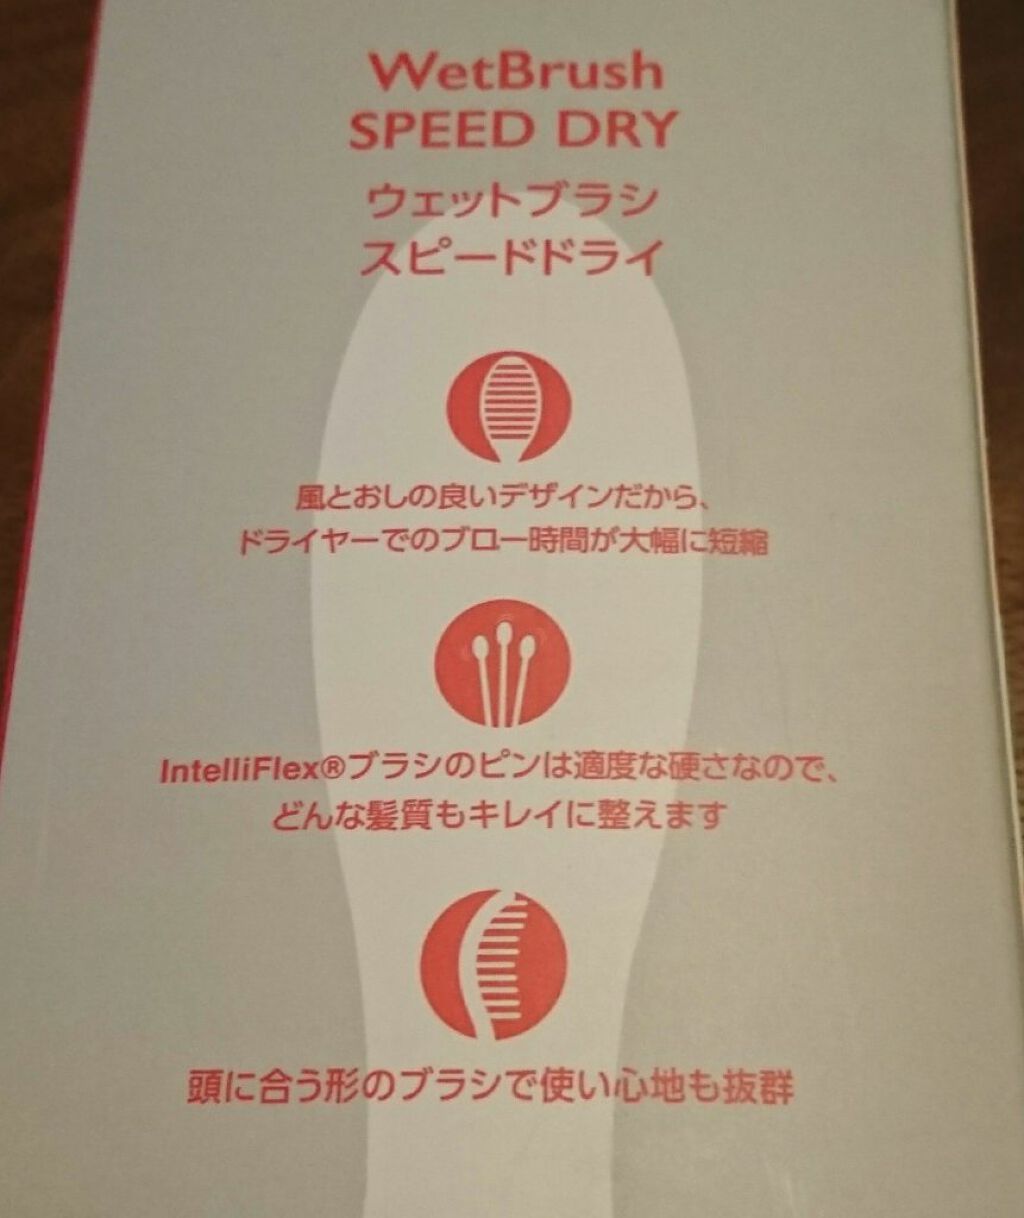 WetBrush
SPEED DRY
ウェットブラシ
スピードドライ
風とおしの良いデザインだから、
ドライヤーでのブロー時間が大幅に短縮
IntelliFlex®ブラシのピンは適度な硬さなので、
どんな髪質もキレイに整えます
頭に合う形のブラシで使い心地も抜群